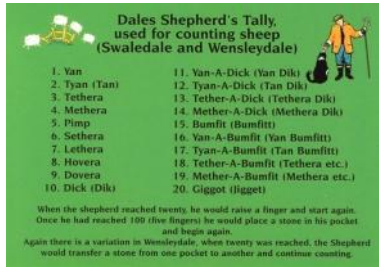 Dales Shepherd's Tally,
used for counting sheep
(Swaledale and Wensleydale)
1. Yan
2. Tyan (Tan)
3. Tethera
4. Methera
5. Pimp
6. Sethera
7. Lethera
8. Hovera
9. Dovera
10. Dick (Dik)
11. Yan-A-Dick (Yan Dik)
12. Tyan-A-Dick (Tan Dik)
13. Tether-A-Dick (Tethera Dik)
14. Mether-A-Dick (Methera Dik)
15. Bumfit (Bumfitt)
16. Yan-A-Bumfit (Yan Bumfitt)
17. Tyan-A-Bumfit (Tan Bumfitt)
18. Tether-A-Bumfit (Tethera etc.)
19. Mether-A-Bumfit (Methera etc.)
20. Giggot (Jigget)
When the shepherd reached twenty, he would raise a finger and start again.
Once he had reached 100 (five fingers) he would place a stone in his pocket
and begin again.
Again there is a variation in Wensleydale, when twenty was reached, the Shepherd
would transfer a stone from one pocket to another and continue counting.